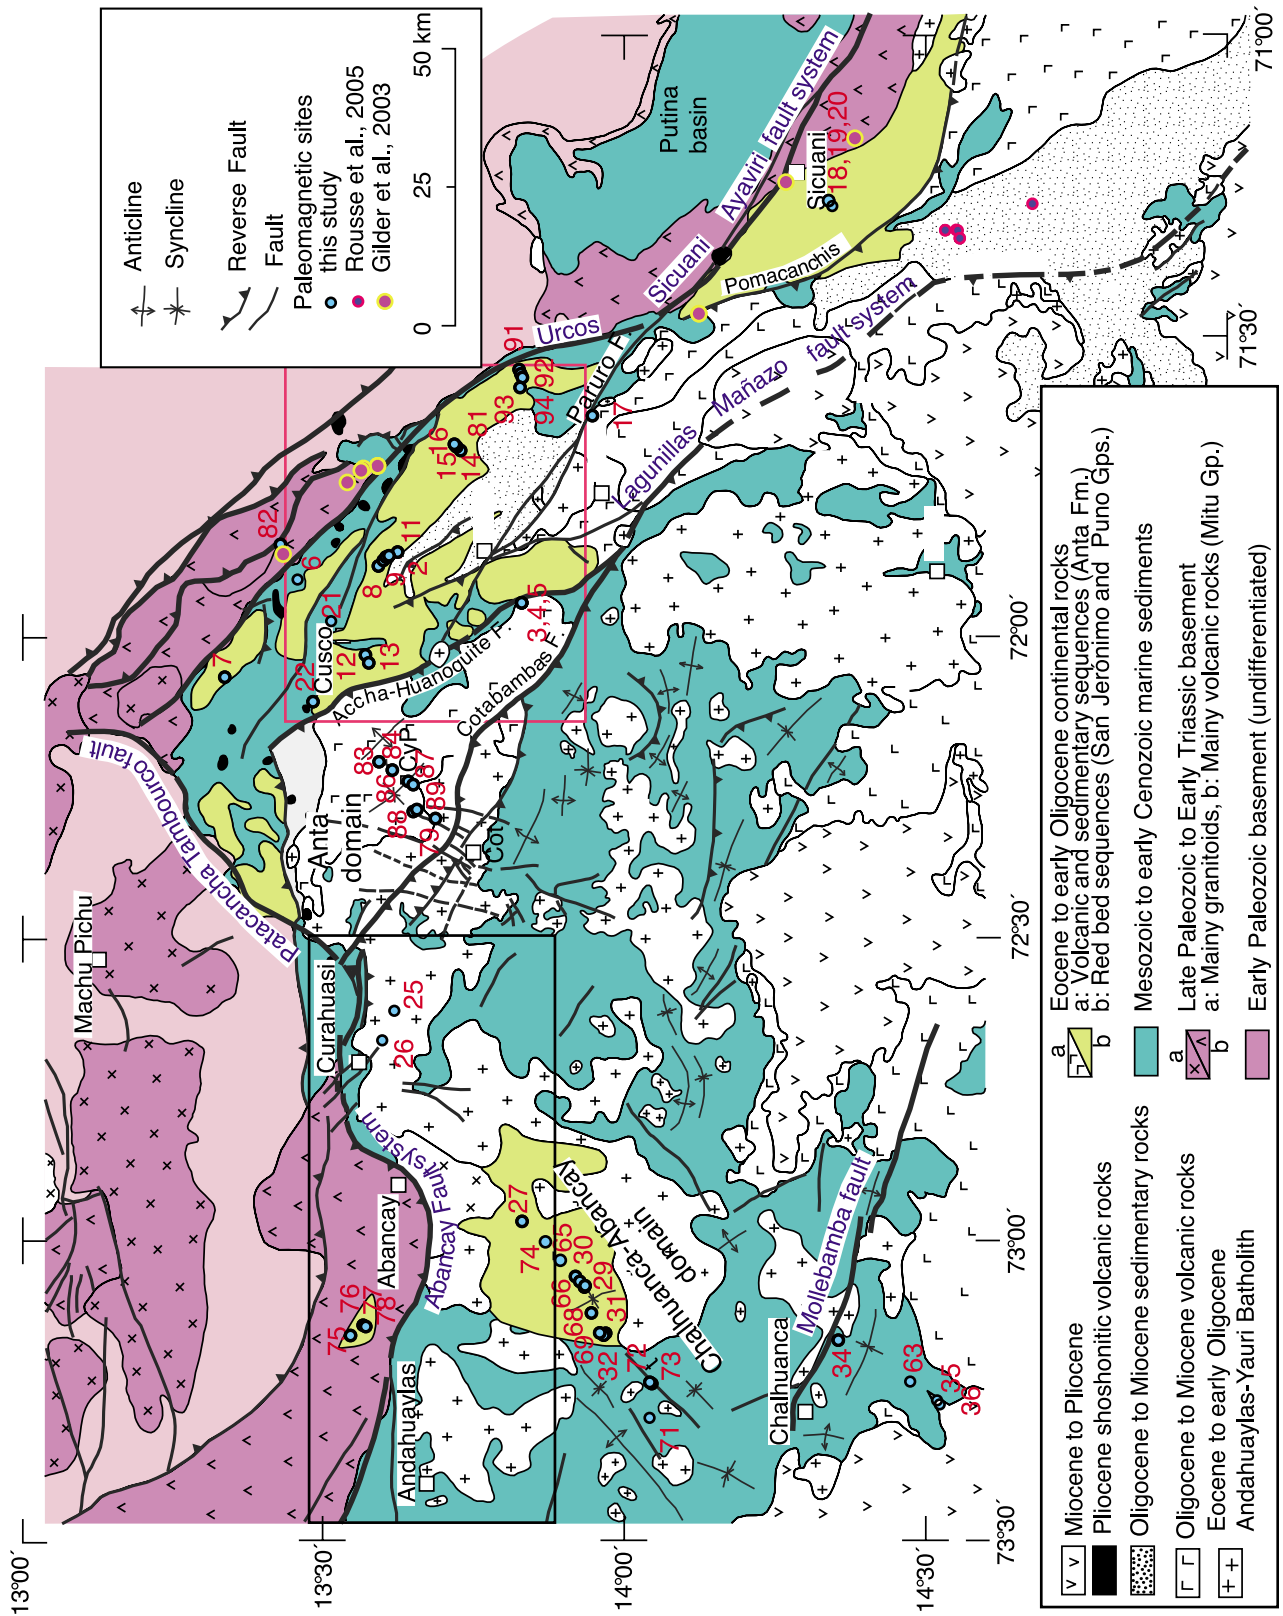 Anticline
Syncline
Reverse Fault
Fault
Paleomagnetic sites
this study
Rousse et al., 2005
Gilder et al., 2003
0
25
50 km
13°00´
13°30´
14°00´
14°30´
73°30´
73°00´
72°30´
72°00´
71°30´
71°00´
Machu Pichu
Patacancha Tambourco fault
Curahuasi
Abancay
Abancay Fault system
Andahuaylas
Chalhuanca
Mollebamba fault
Chalhuanca-Abancay
domain
Anta
domain
CyP
Cot
Cusco
Accha-Huanoquite F.
Cotabambas F.
Paruro F.
Urcos
Sicuani
Ayaviri fault system
Sicuani
Pomacanchis
Putina
basin
Lagunillas
Mañazo
fault system
75
76
77
78
74
27
65
30
66
29
68
31
69
32
72
73
71
34
63
35
36
25
26
83
84
86
87
88
89
79
22
21
12
13
7
6
82
8
9
2
11
3,4,5
15
16
14
81
93
94
92
91
17
18,19,20
Miocene to Pliocene
Pliocene shoshonitic volcanic rocks
Oligocene to Miocene sedimentary rocks
Oligocene to Miocene volcanic rocks
Eocene to early Oligocene
Andahuaylas-Yauri Batholith
a
b
Eocene to early Oligocene continental rocks
a: Volcanic and sedimentary sequences (Anta Fm.)
b: Red bed sequences (San Jerónimo and Puno Gps.)
Mesozoic to early Cenozoic marine sediments
a
b
Late Paleozoic to Early Triassic basement
a: Mainy granitoids, b: Mainy volcanic rocks (Mitu Gp.)
Early Paleozoic basement (undifferentiated)